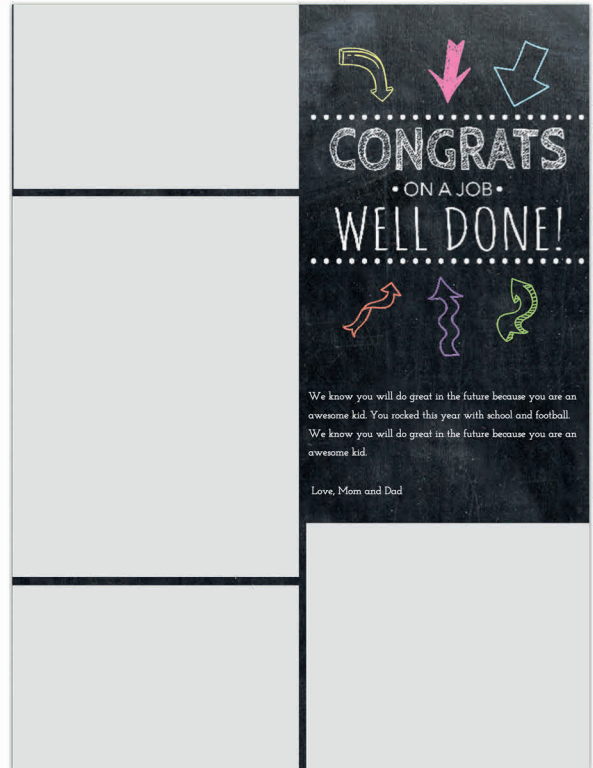 CONGRATS
• ON A JOB •
WELL DONE!
We know you will do great in the future because you are an
awesome kid. You rocked this year with school and football.
We know you will do great in the future because you are an
awesome kid.
Love, Mom and Dad